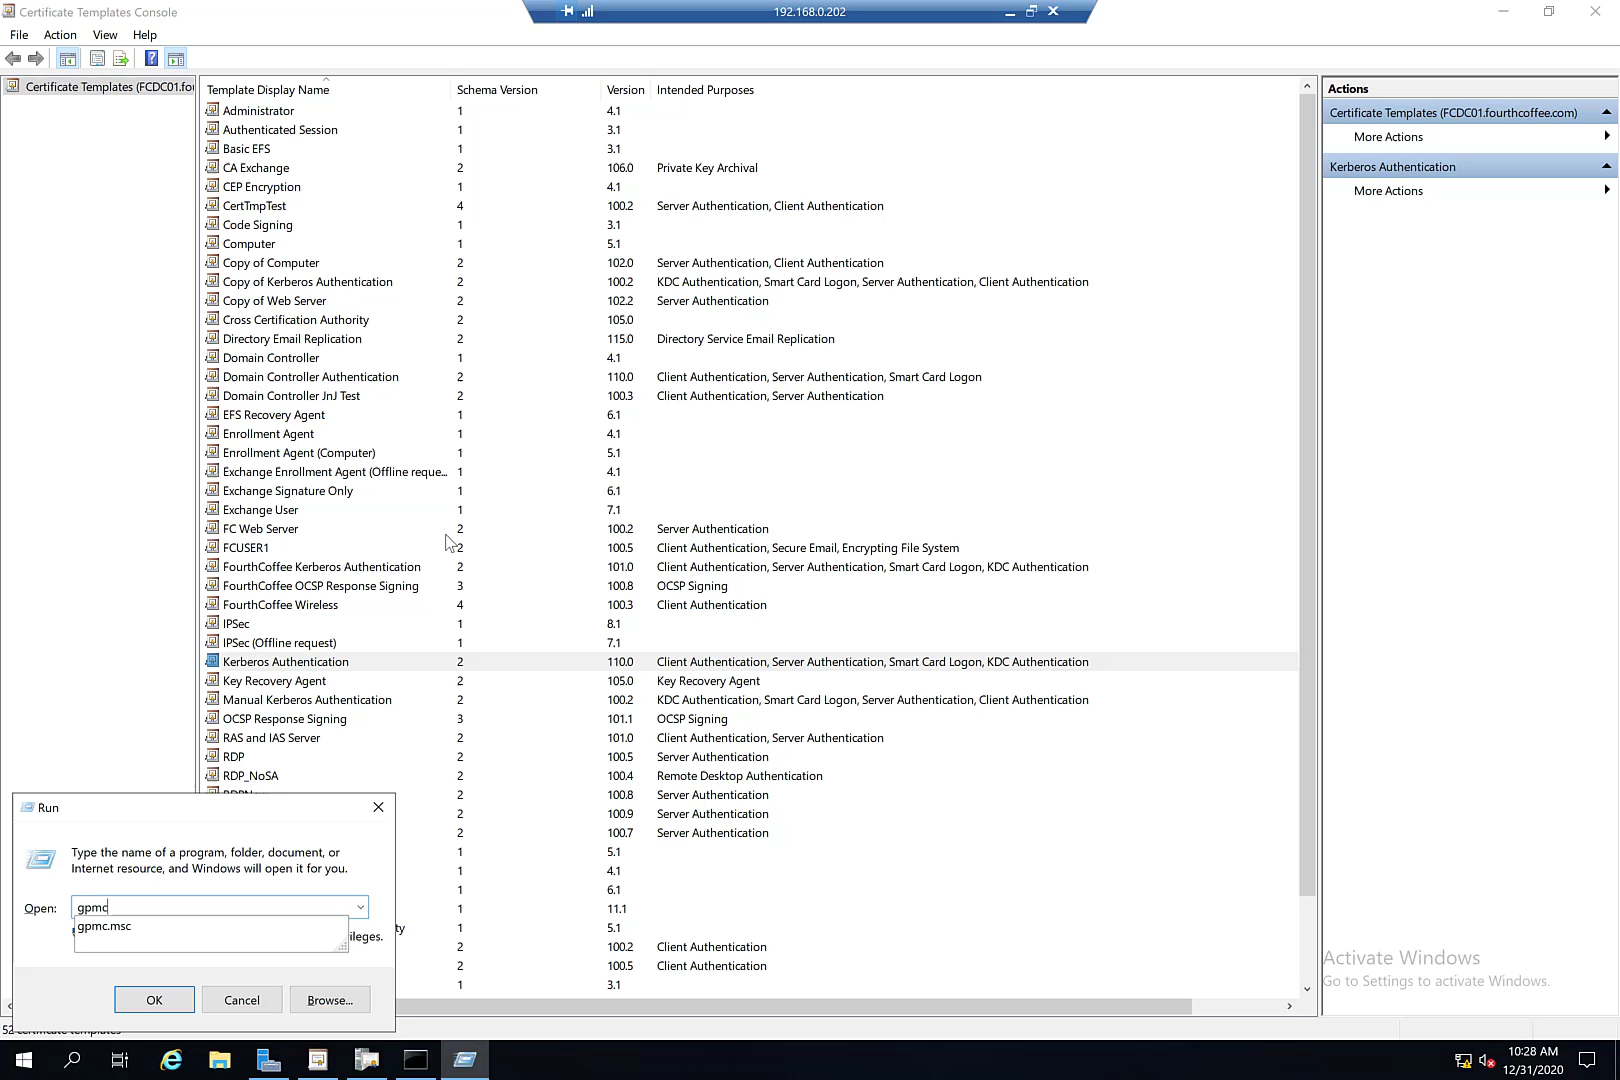 Certificate Templates Console
192.168.0.202
File Action View Help
Certificate Templates (FCDC01.fou
Template Display Name Schema Version Version Intended Purposes
Administrator 1 4.1
Authenticated Session 1 3.1
Basic EFS 1 3.1
CA Exchange 2 106.0 Private Key Archival
CEP Encryption 1 4.1
CertTmpTest 4 100.2 Server Authentication, Client Authentication
Code Signing 1 3.1
Computer 1 5.1
Copy of Computer 2 102.0 Server Authentication, Client Authentication
Copy of Kerberos Authentication 2 100.2 KDC Authentication, Smart Card Logon, Server Authentication, Client Authentication
Copy of Web Server 2 102.2 Server Authentication
Cross Certification Authority 2 105.0
Directory Email Replication 2 115.0 Directory Service Email Replication
Domain Controller 1 4.1
Domain Controller Authentication 2 110.0 Client Authentication, Server Authentication, Smart Card Logon
Domain Controller JnJ Test 2 100.3 Client Authentication, Server Authentication
EFS Recovery Agent 1 6.1
Enrollment Agent 1 4.1
Enrollment Agent (Computer) 1 5.1
Exchange Enrollment Agent (Offline reque... 1 4.1
Exchange Signature Only 1 6.1
Exchange User 1 7.1
FC Web Server 2 100.2 Server Authentication
FCUSER1 2 100.5 Client Authentication, Secure Email, Encrypting File System
FourthCoffee Kerberos Authentication 2 101.0 Client Authentication, Server Authentication, Smart Card Logon, KDC Authentication
FourthCoffee OCSP Response Signing 3 100.8 OCSP Signing
FourthCoffee Wireless 4 100.3 Client Authentication
IPSec 1 8.1
IPSec (Offline request) 1 7.1
Kerberos Authentication 2 110.0 Client Authentication, Server Authentication, Smart Card Logon, KDC Authentication
Key Recovery Agent 2 105.0 Key Recovery Agent
Manual Kerberos Authentication 2 100.2 KDC Authentication, Smart Card Logon, Server Authentication, Client Authentication
OCSP Response Signing 3 101.1 OCSP Signing
RAS and IAS Server 2 101.0 Client Authentication, Server Authentication
RDP 2 100.5 Server Authentication
RDP_NoSA 2 100.4 Remote Desktop Authentication
2 100.8 Server Authentication
2 100.9 Server Authentication
2 100.7 Server Authentication
1 5.1
1 4.1
1 6.1
1 11.1
ty 1 5.1
2 100.2 Client Authentication
2 100.5 Client Authentication
1 3.1
Actions
Certificate Templates (FCDC01.fourthcoffee.com)
More Actions
Kerberos Authentication
More Actions
Run
Type the name of a program, folder, document, or
Internet resource, and Windows will open it for you.
Open: gpmc
gpmc.msc
ileges.
OK Cancel Browse...
52 certificate templates
Activate Windows
Go to Settings to activate Windows.
10:28 AM
12/31/2020